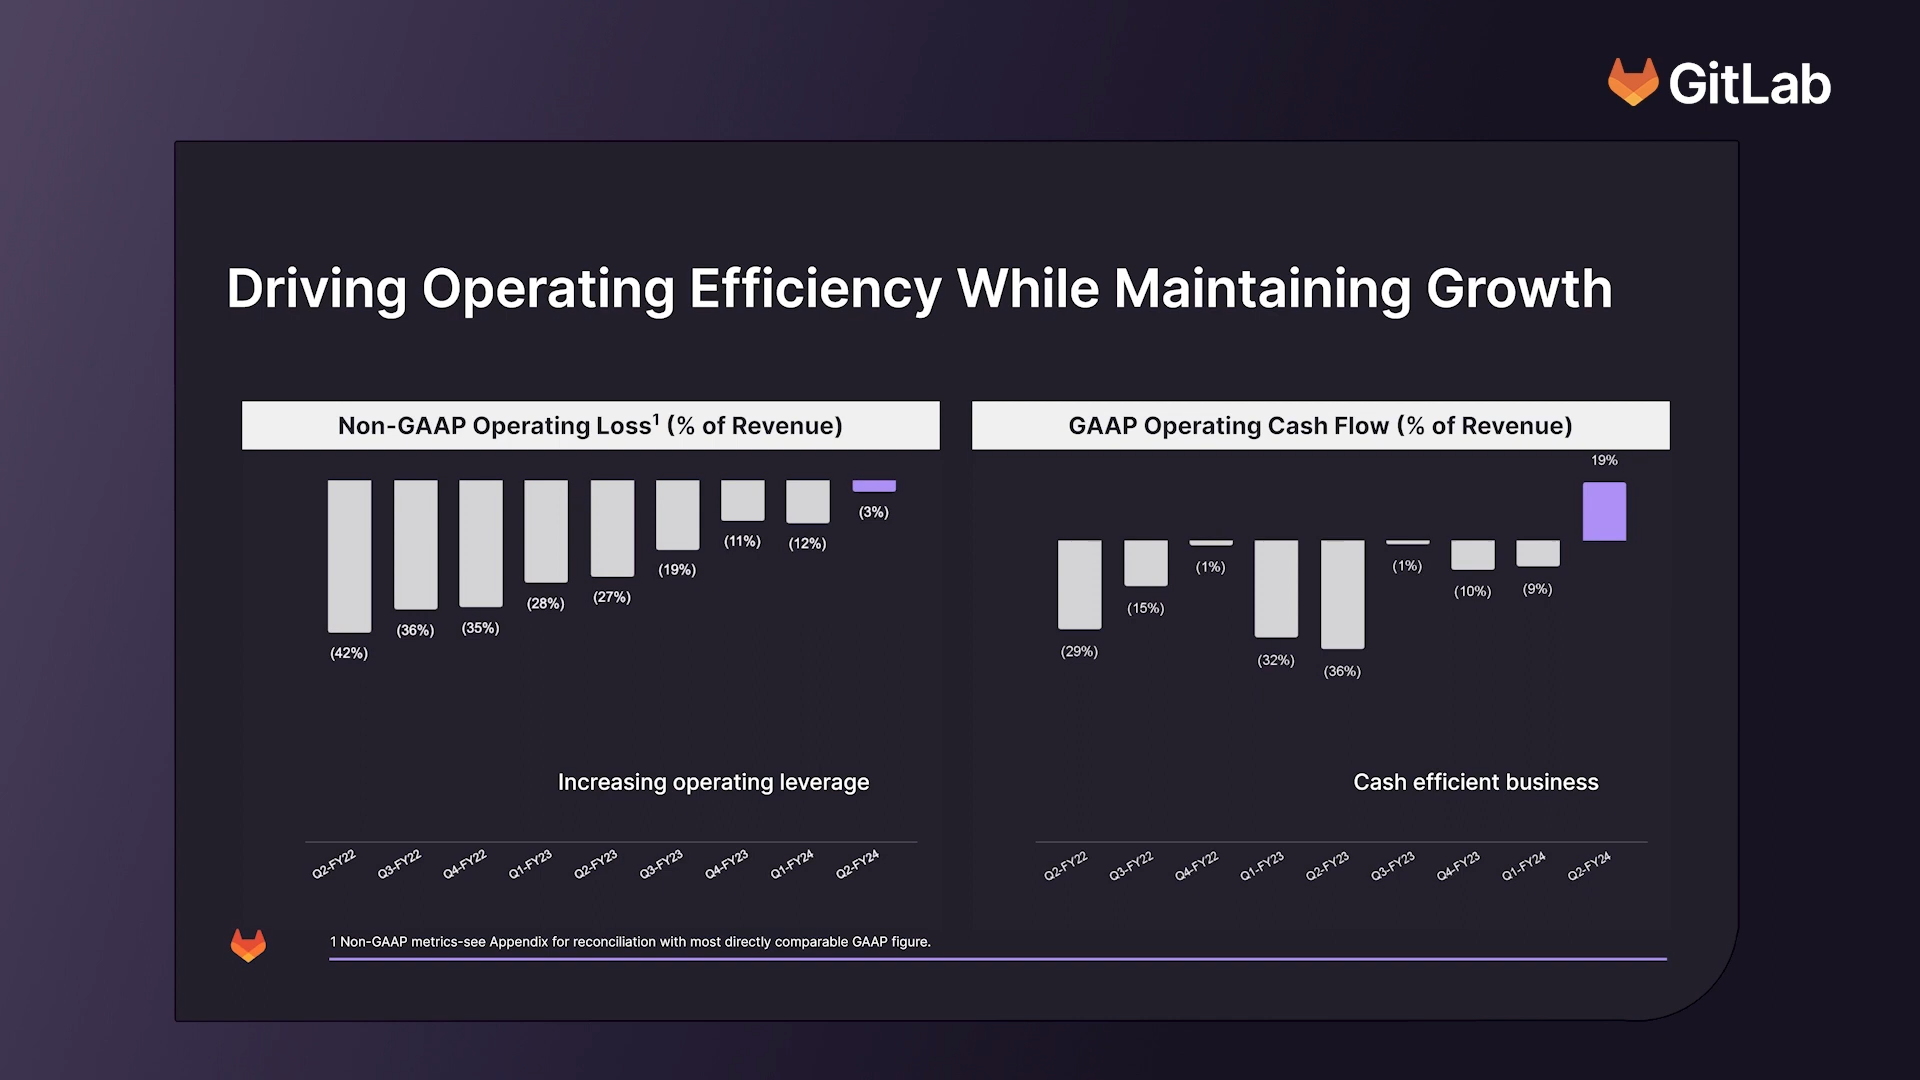 GitLab
Driving Operating Efficiency While Maintaining Growth
Non-GAAP Operating Loss¹ (% of Revenue)
(42%)
(36%)
(35%)
(28%)
(27%)
(19%)
(11%)
(12%)
(3%)
Increasing operating leverage
Q2-FY22
Q3-FY22
Q4-FY22
Q1-FY23
Q2-FY23
Q3-FY23
Q4-FY23
Q1-FY24
Q2-FY24
GAAP Operating Cash Flow (% of Revenue)
(29%)
(15%)
(1%)
(32%)
(36%)
(1%)
(10%)
(9%)
19%
Cash efficient business
Q2-FY22
Q3-FY22
Q4-FY22
Q1-FY23
Q2-FY23
Q3-FY23
Q4-FY23
Q1-FY24
Q2-FY24
1 Non-GAAP metrics-see Appendix for reconciliation with most directly comparable GAAP figure.